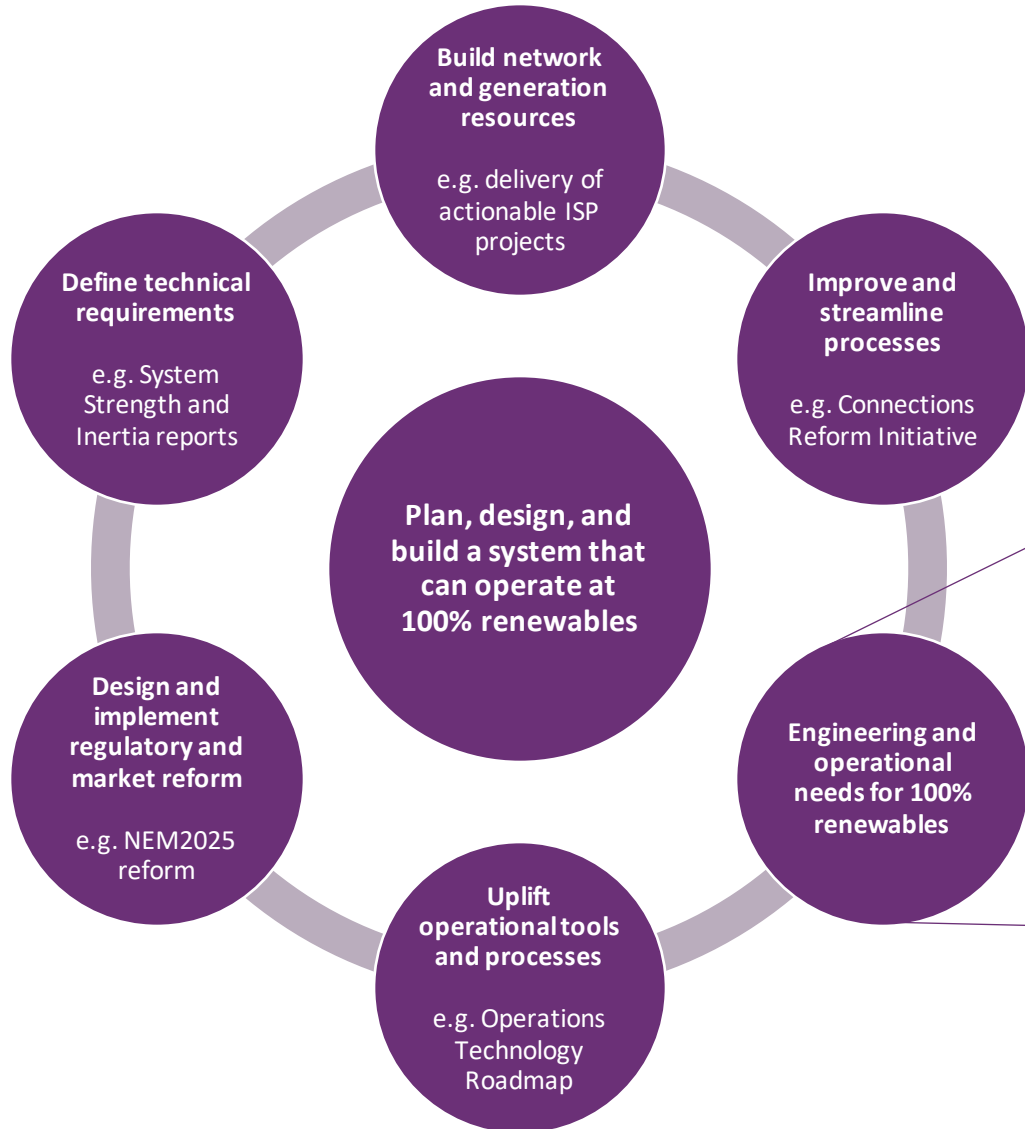 Build network
and generation
resources
e.g. delivery of
actionable ISP
projects
Define technical
requirements
e.g. System
Strength and
Inertia reports
Improve and
streamline
processes
e.g. Connections
Reform Initiative
Plan, design, and
build a system that
can operate at
100% renewables
Design and
implement
regulatory and
market reform
e.g. NEM2025
reform
Engineering and
operational
needs for 100%
renewables
Uplift
operational tools
and processes
e.g. Operations
Technology
Roadmap